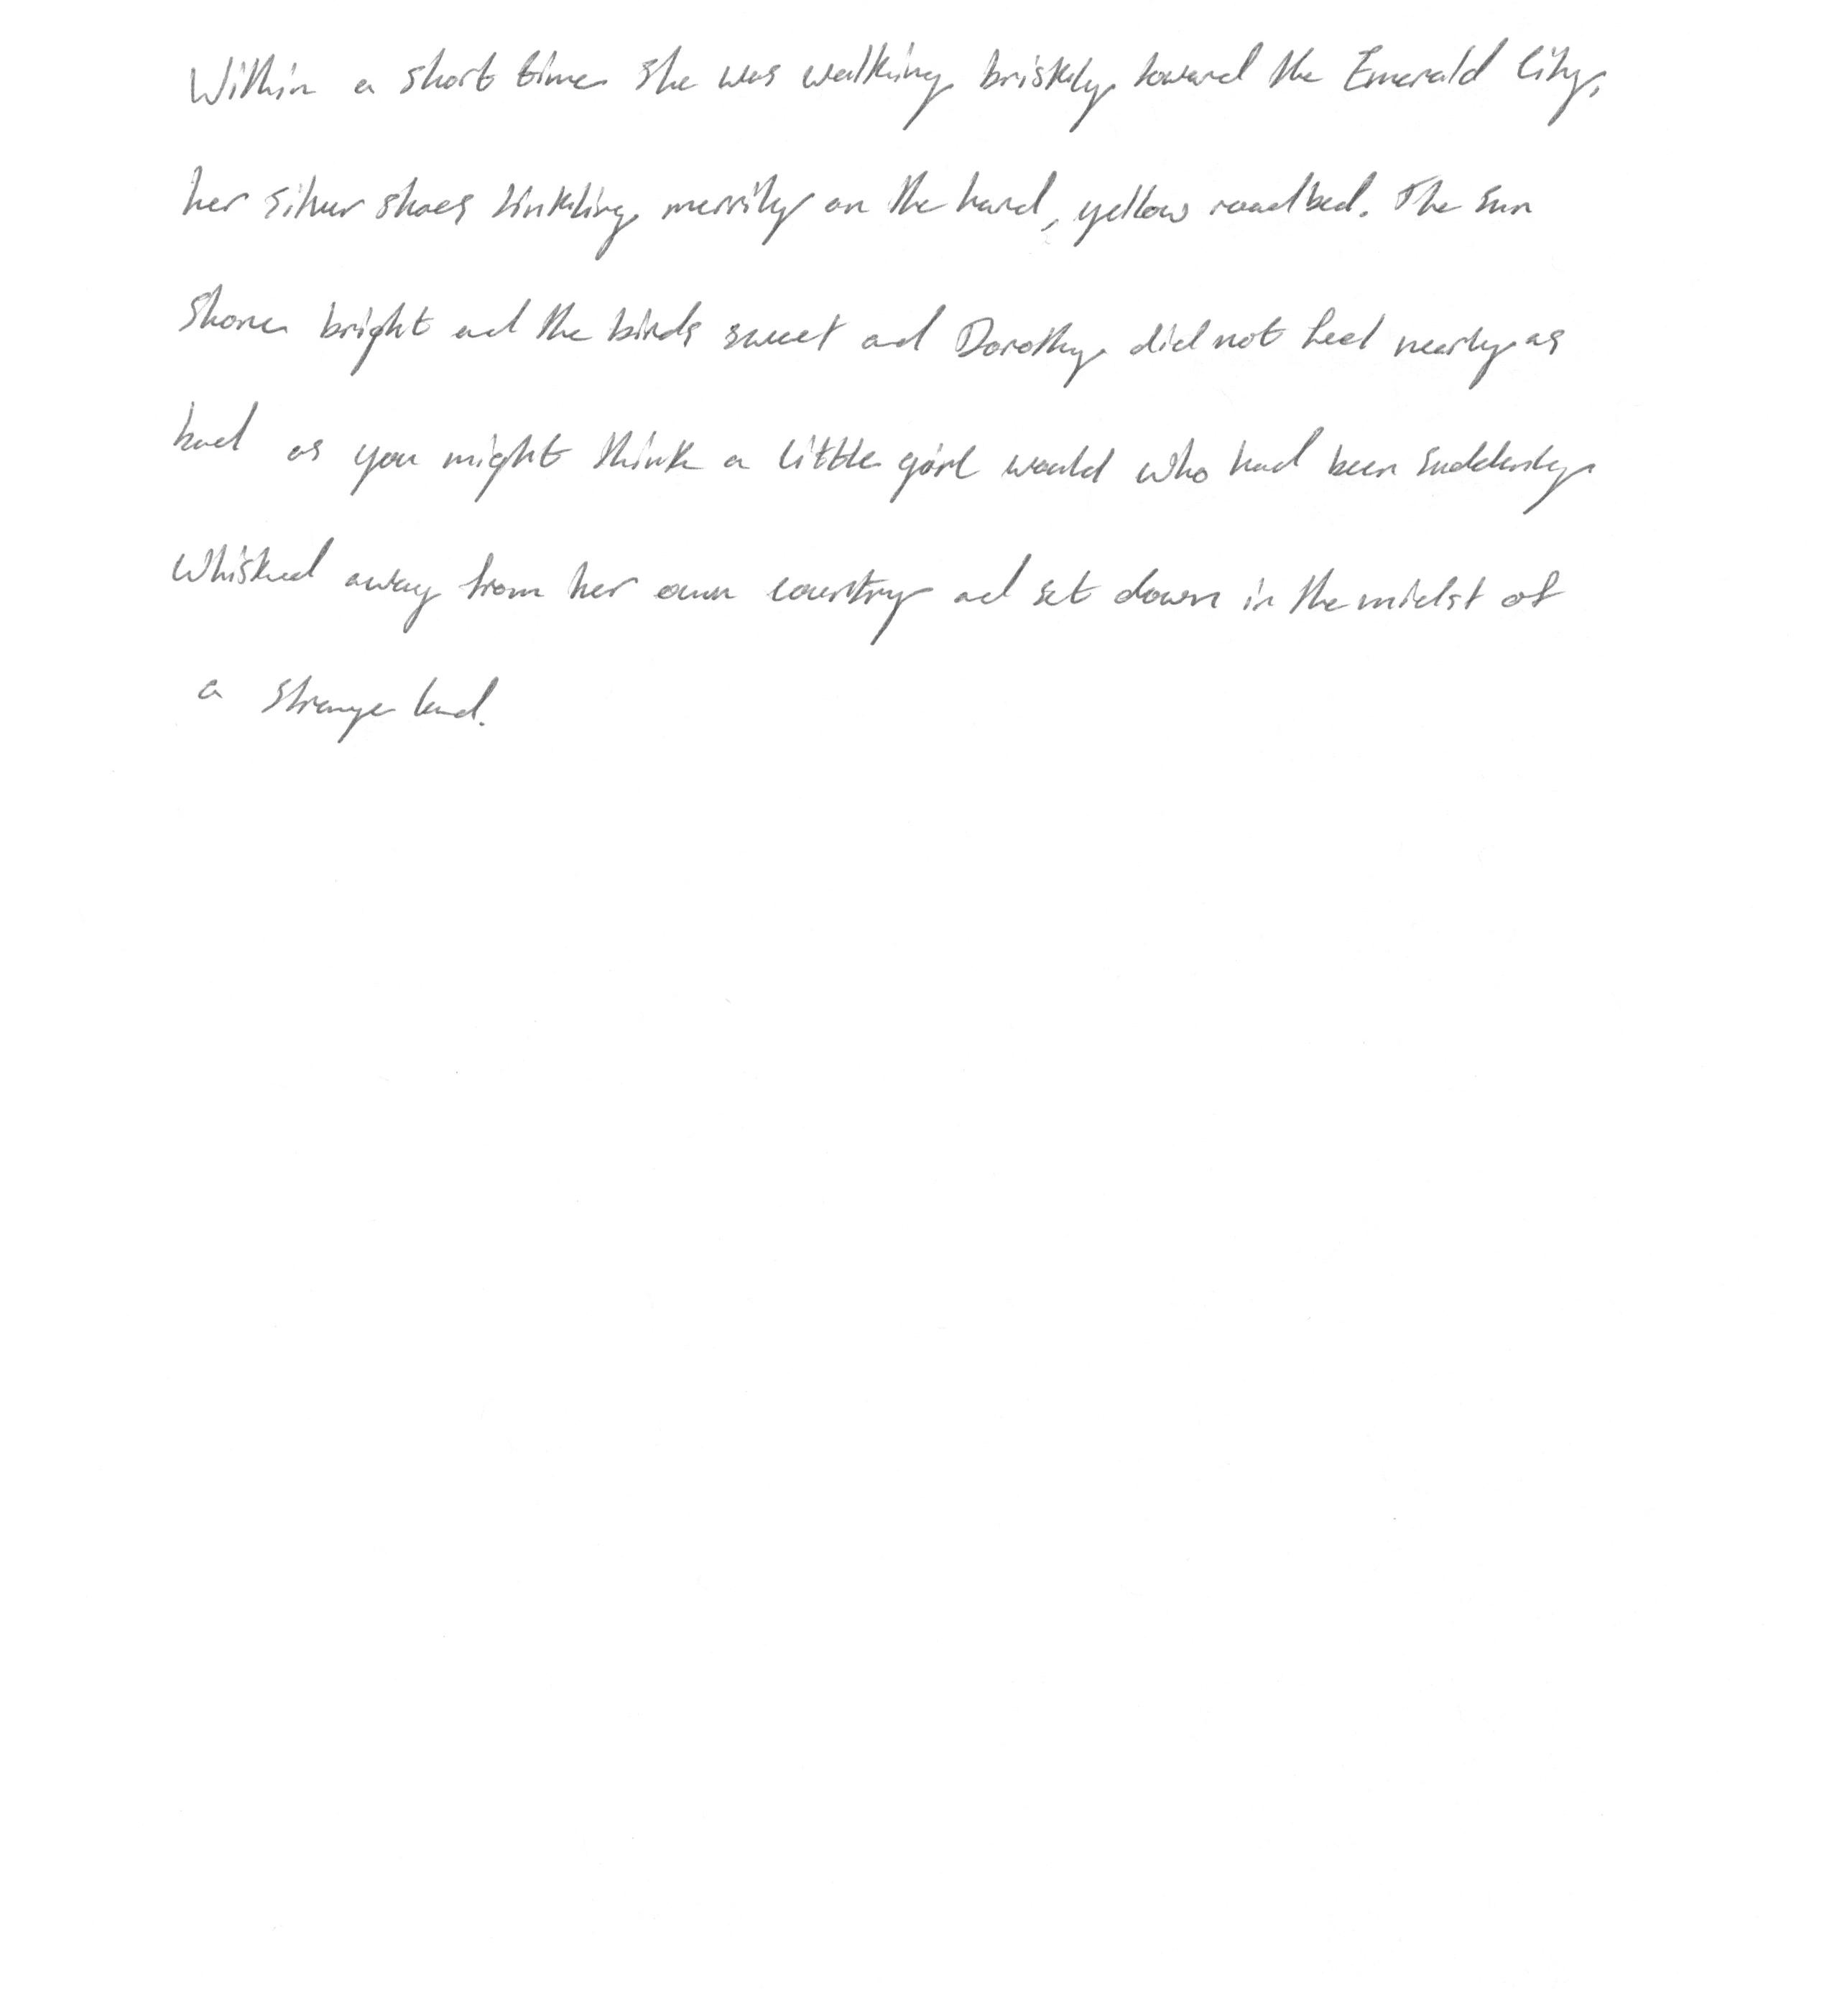 Within a short time she was walking briskly toward the Emerald City,
her silver shoes tinkling merrily on the hard, yellow roadbed. The sun
shone bright and the birds sweet and Dorothy did not feel nearly as
bad as you might think a little girl would who had been suddenly
whisked away from her own country and set down in the midst of
a strange land.